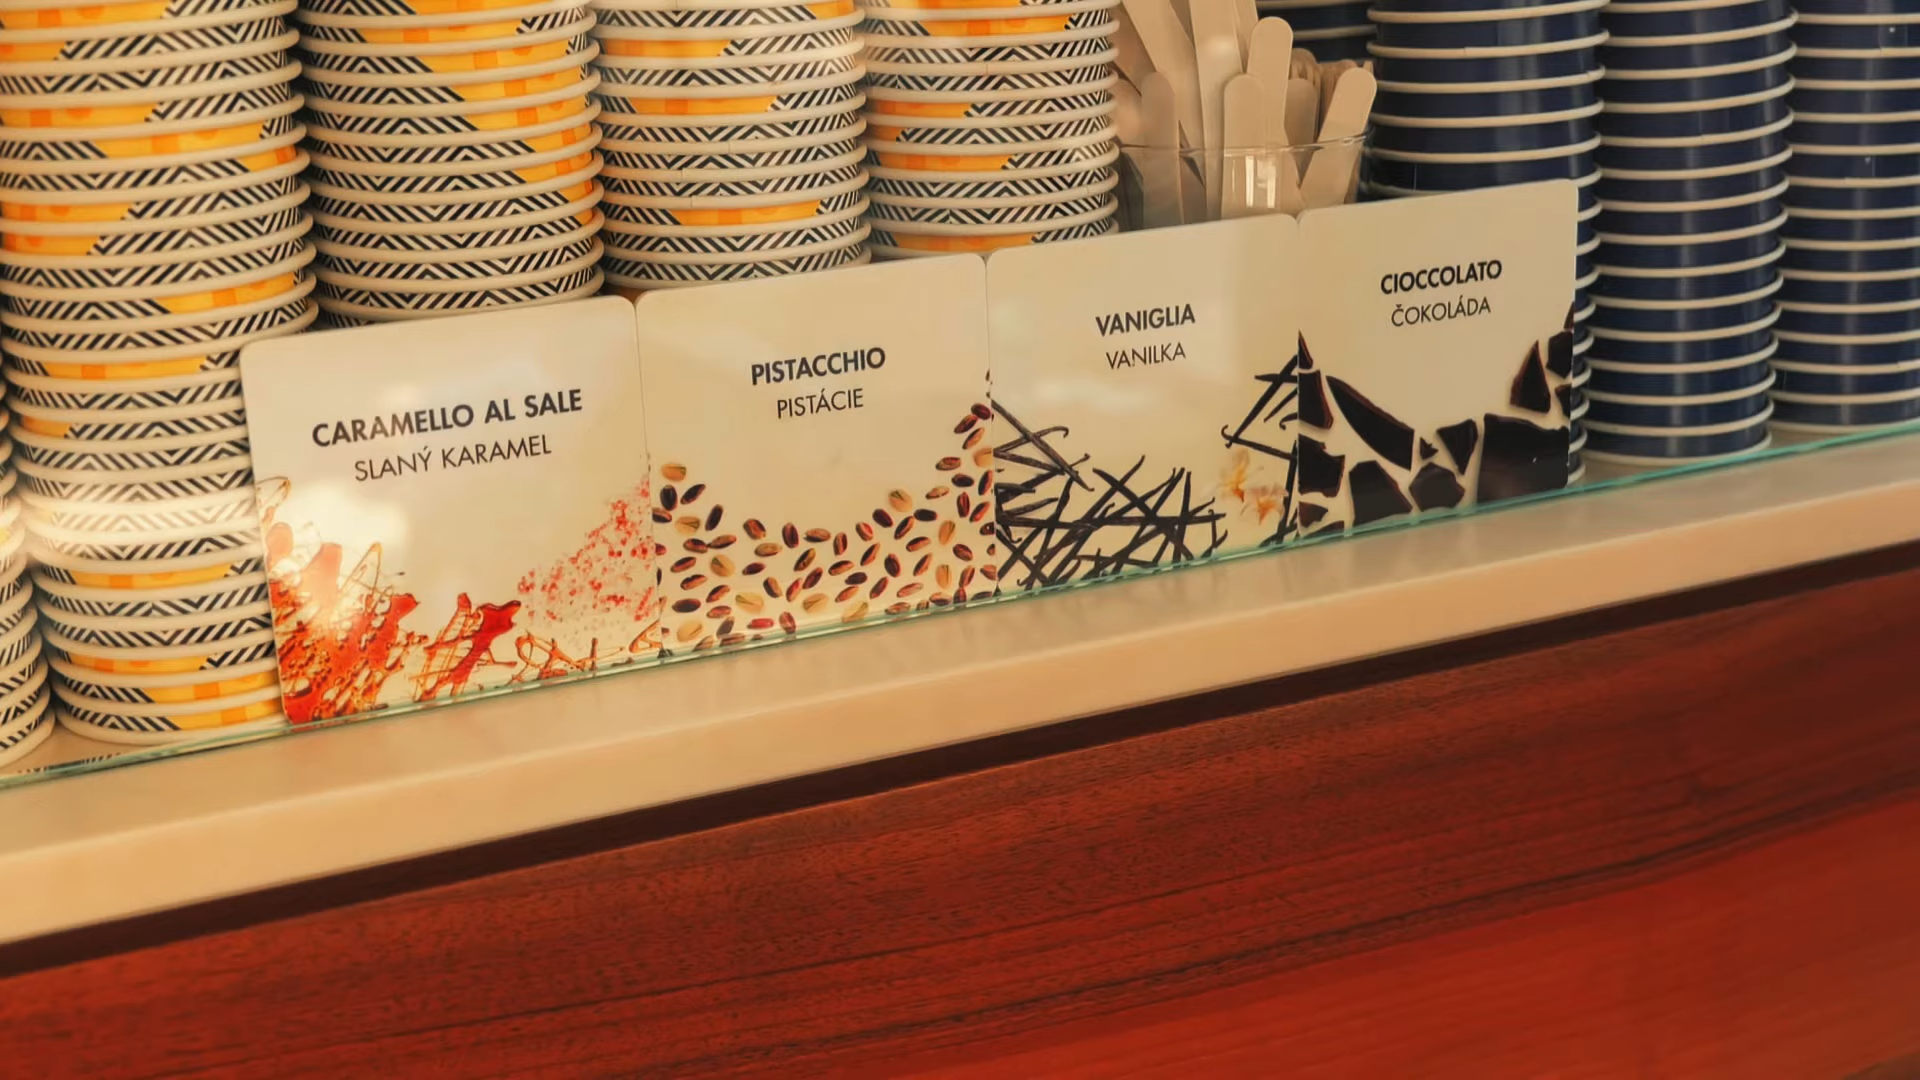 CARAMELLO AL SALE
SLANÝ KARAMEL
PISTACCHIO
PISTÁCIE
VANIGLIA
VANILKA
CIOCCOLATO
ČOKOLÁDA